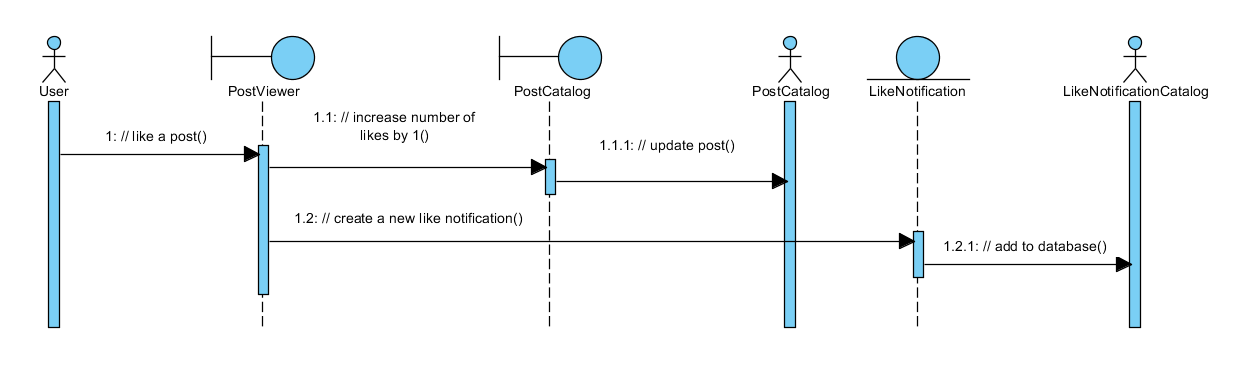 User
PostViewer
PostCatalog
PostCatalog
LikeNotification
LikeNotificationCatalog
1: // like a post()
1.1: // increase number of
likes by 1()
1.1.1: // update post()
1.2: // create a new like notification()
1.2.1: // add to database()